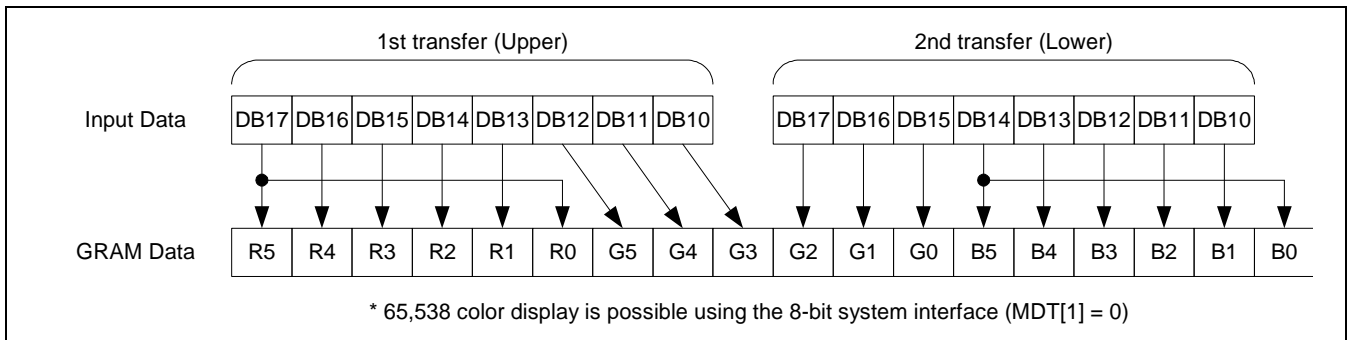 1st transfer (Upper) 2nd transfer (Lower)
Input Data DB17 DB16 DB15 DB14 DB13 DB12 DB11 DB10 DB17 DB16 DB15 DB14 DB13 DB12 DB11 DB10
GRAM Data R5 R4 R3 R2 R1 R0 G5 G4 G3 G2 G1 G0 B5 B4 B3 B2 B1 B0
* 65,538 color display is possible using the 8-bit system interface (MDT[1] = 0)